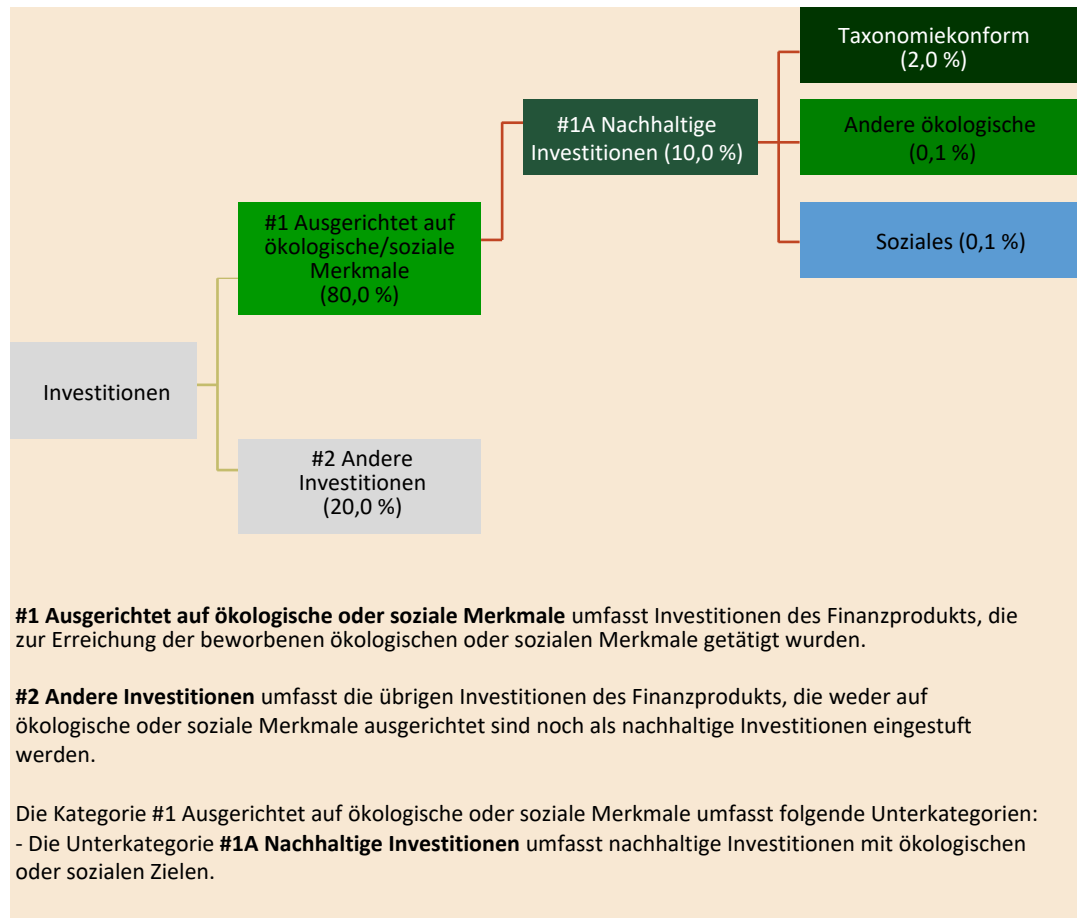 Taxonomiekonform
(2,0 %)
#1A Nachhaltige
Investitionen (10,0 %)
Andere ökologische
(0,1 %)
#1 Ausgerichtet auf
ökologische/soziale
Merkmale
(80,0 %)
Soziales (0,1 %)
Investitionen
#2 Andere
Investitionen
(20,0 %)
#1 Ausgerichtet auf ökologische oder soziale Merkmale umfasst Investitionen des Finanzprodukts, die
zur Erreichung der beworbenen ökologischen oder sozialen Merkmale getätigt wurden.
#2 Andere Investitionen umfasst die übrigen Investitionen des Finanzprodukts, die weder auf
ökologische oder soziale Merkmale ausgerichtet sind noch als nachhaltige Investitionen eingestuft
werden.
Die Kategorie #1 Ausgerichtet auf ökologische oder soziale Merkmale umfasst folgende Unterkategorien:
- Die Unterkategorie #1A Nachhaltige Investitionen umfasst nachhaltige Investitionen mit ökologischen
oder sozialen Zielen.